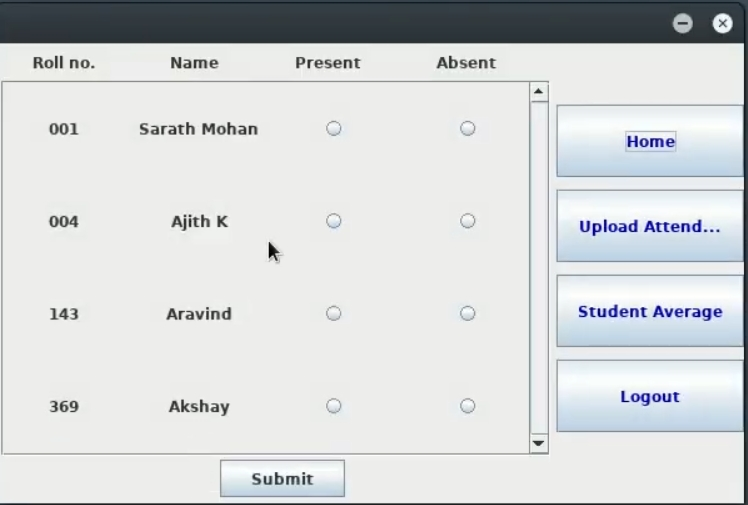 Roll no. Name Present Absent
001 Sarath Mohan
004 Ajith K
143 Aravind
369 Akshay
Submit
Home
Upload Attend...
Student Average
Logout